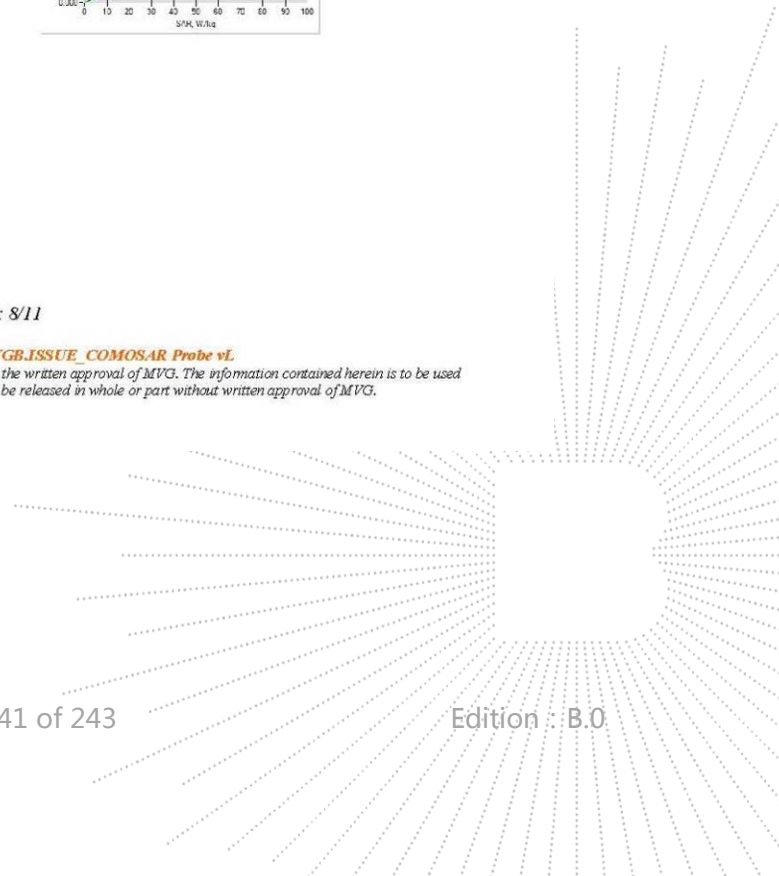 0 10 20 30 40 50 60 70 80 90 100
SAR, W/kg
: 8/11
GB.ISSUE_COMOSAR Probe vL
the written approval of MVG. The information contained herein is to be used
be released in whole or part without written approval of MVG.
41 of 243 Edition : B.0